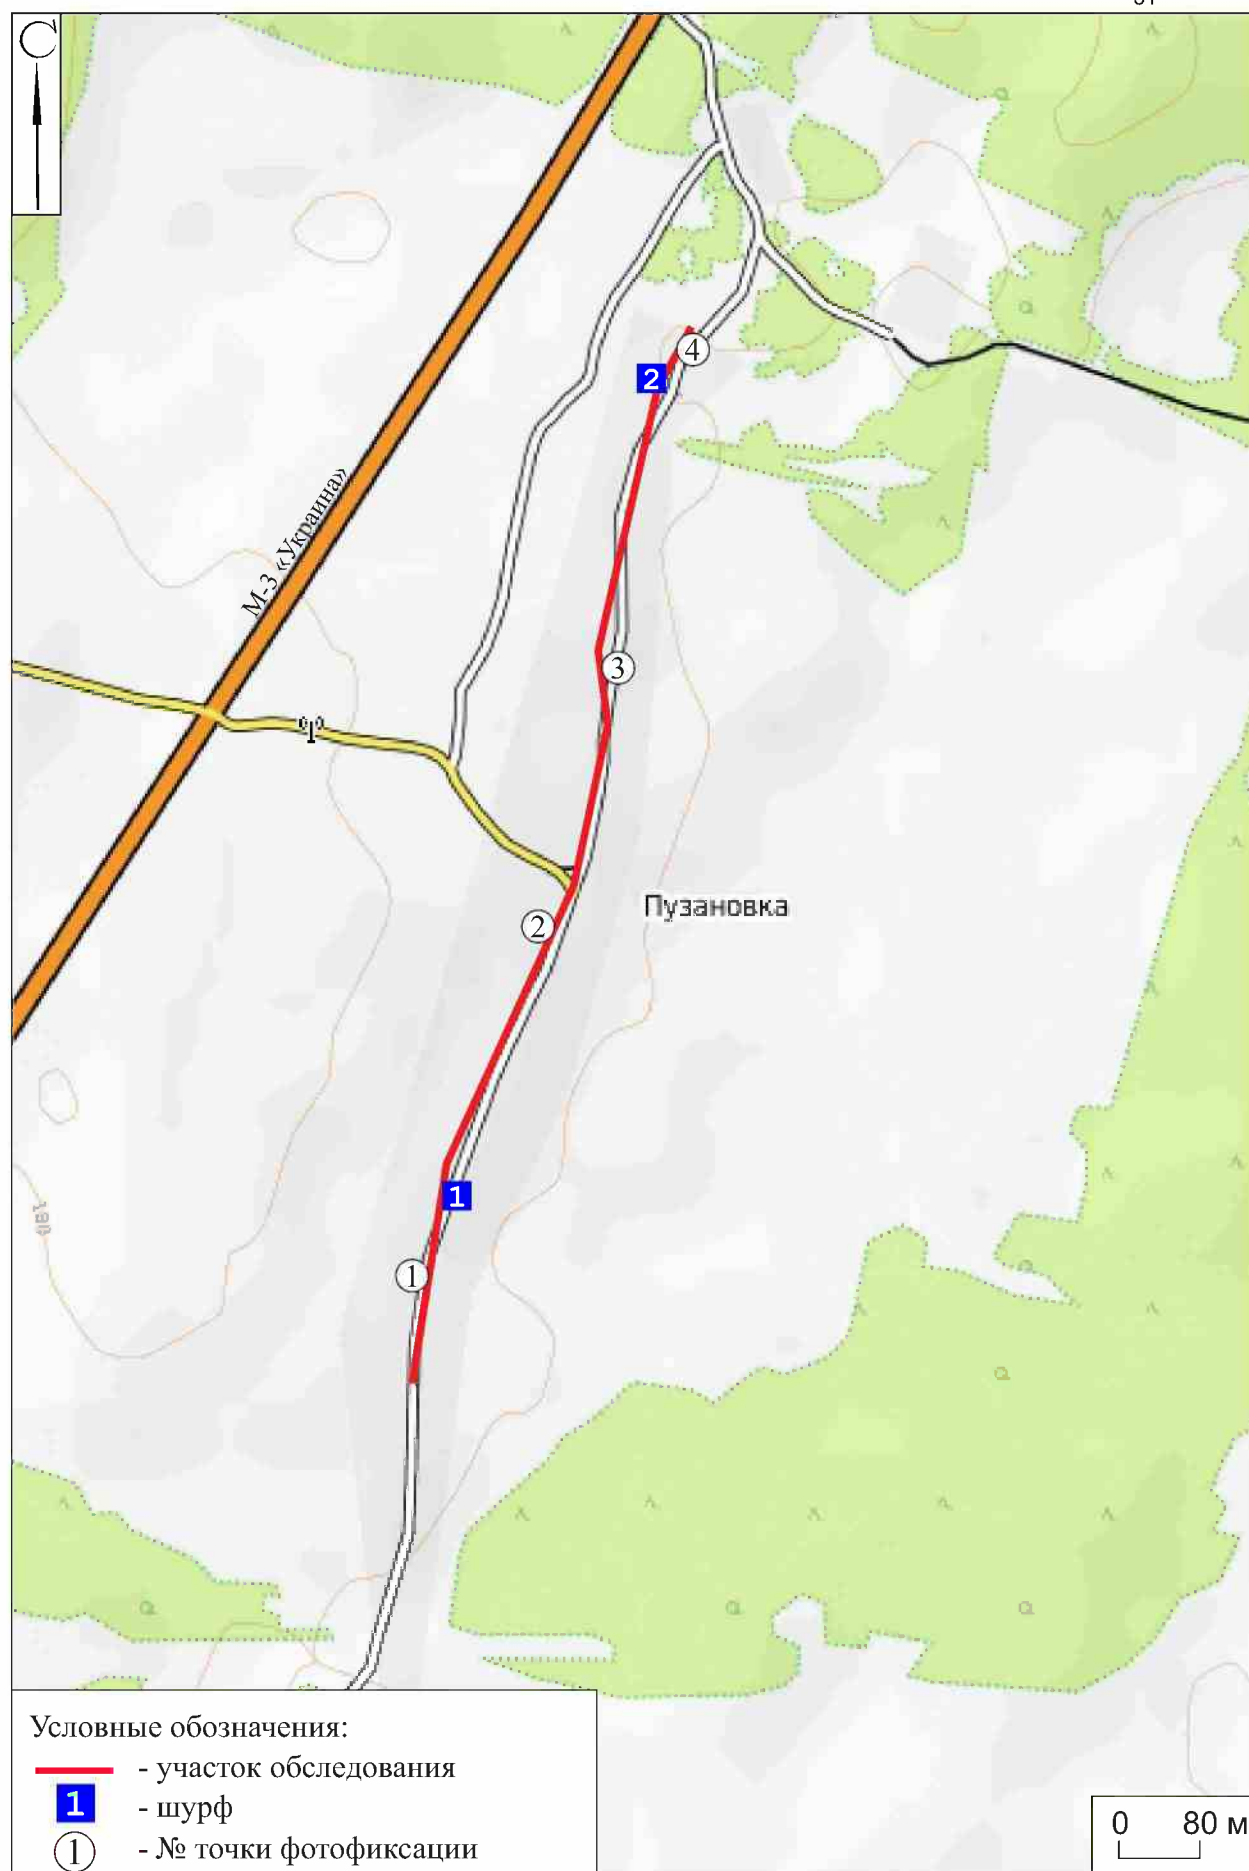 С
М-3 «Украина»
4
2
3
Пузановка
2
1
180
1
Условные обозначения:
- участок обследования
1 - шурф
1 - № точки фотофиксации
0 80 м